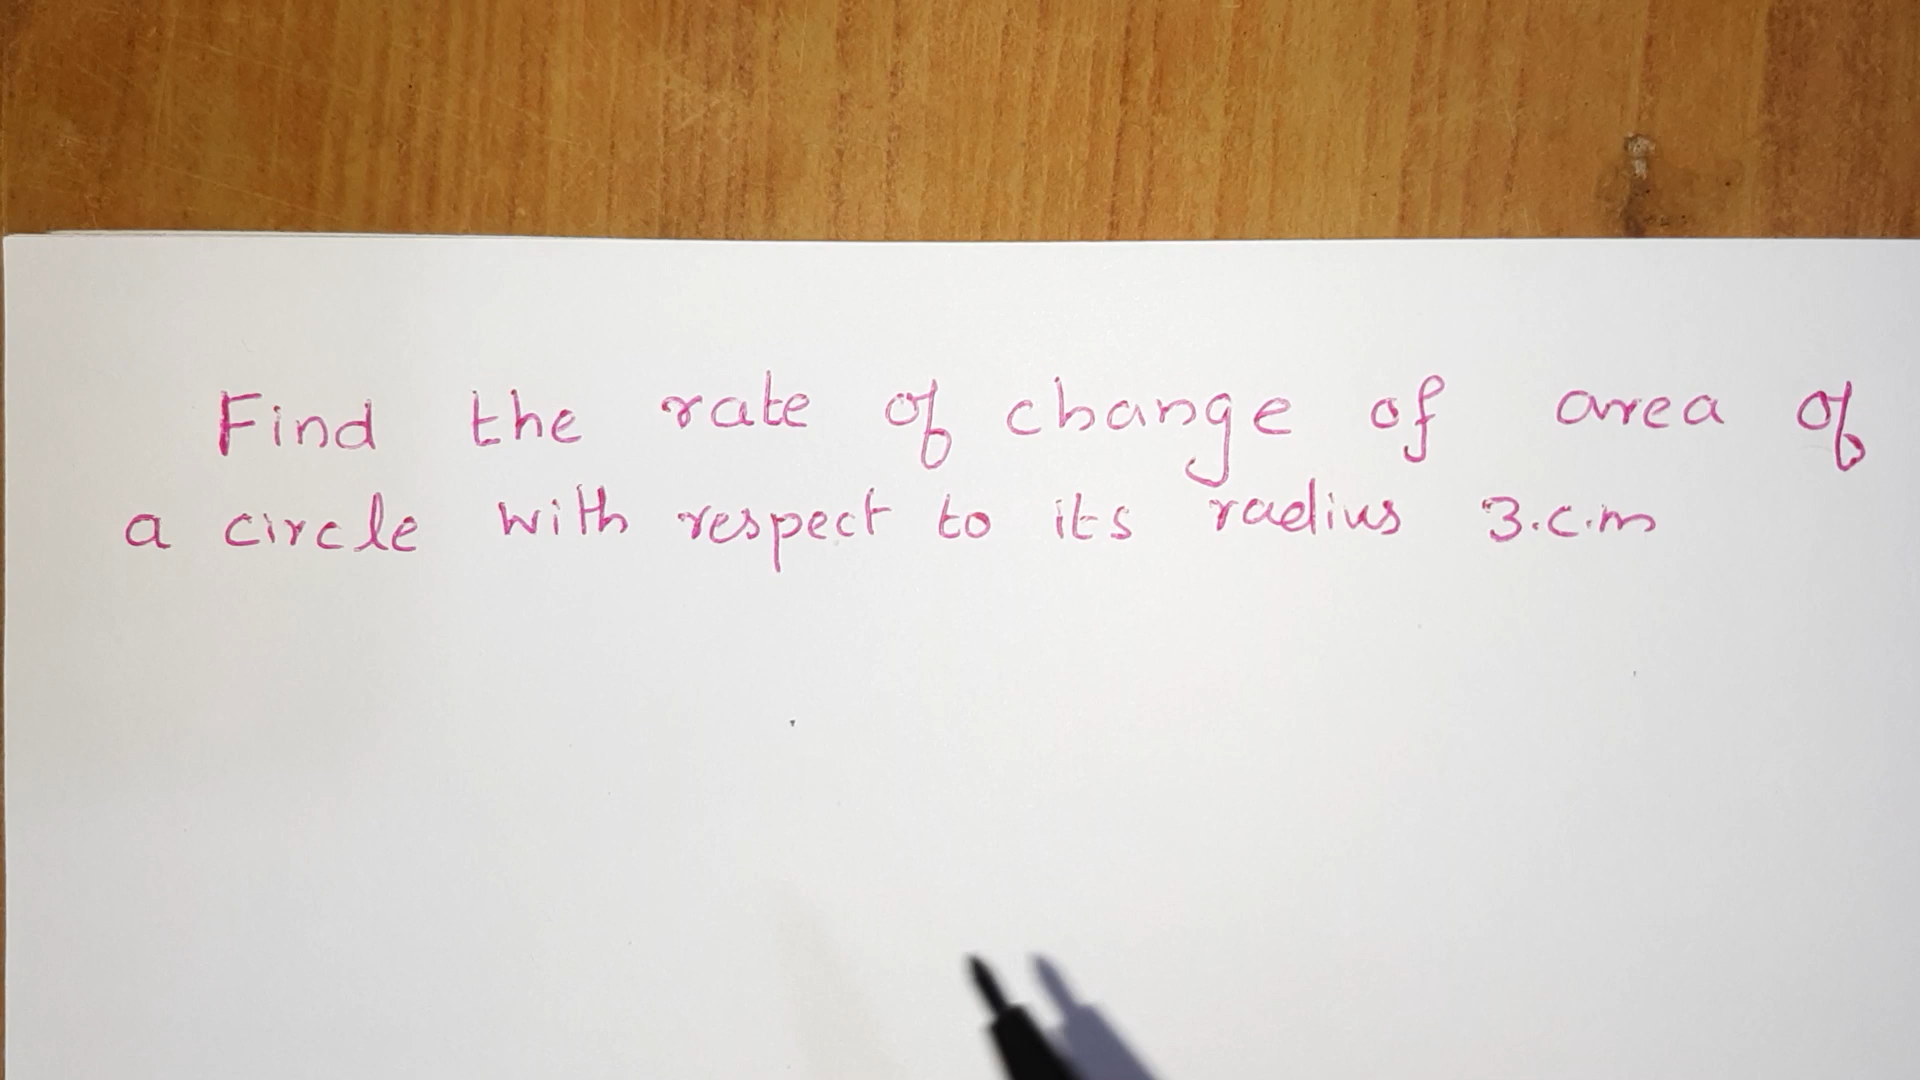 Find the rate of change of area of
a circle with respect to its radius 3.c.m